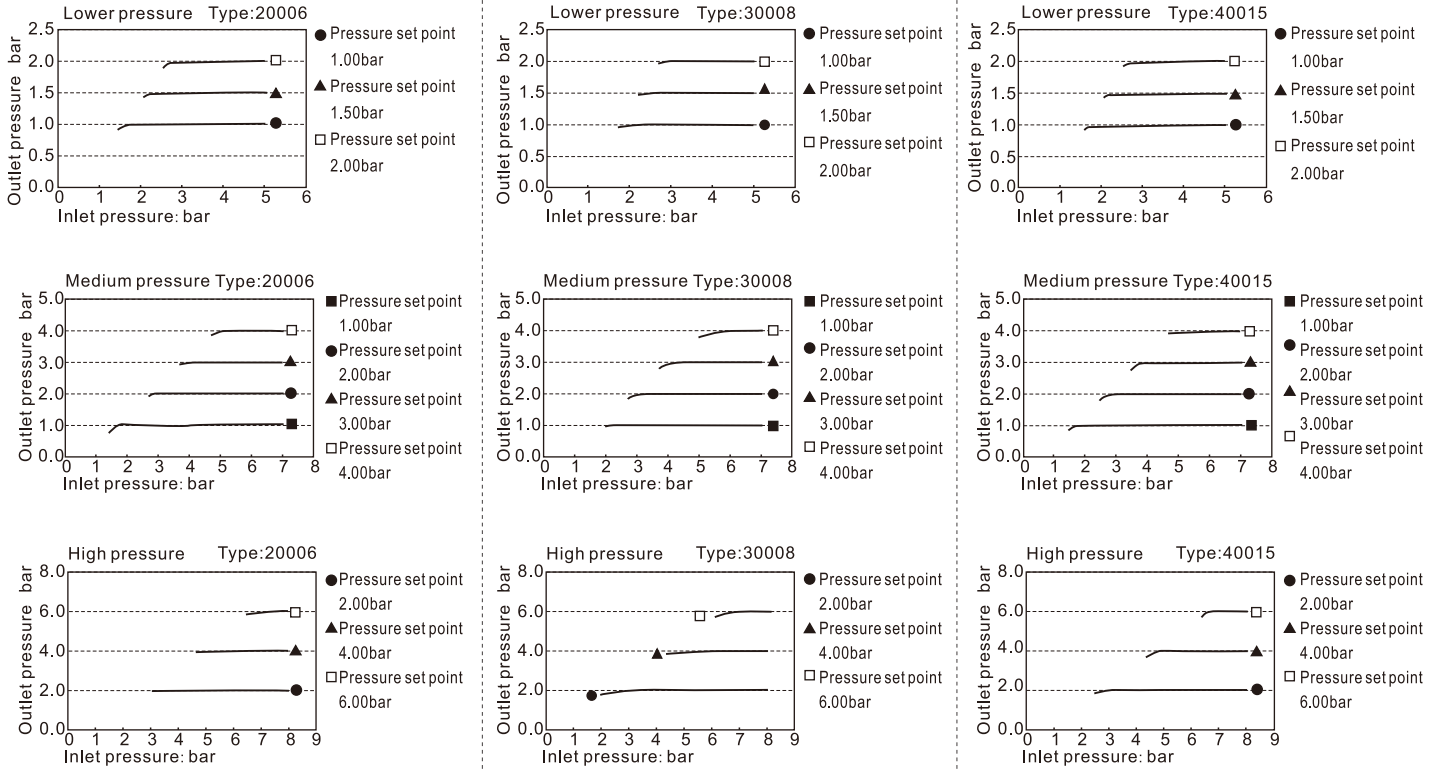 Lower pressure Type:20006
Outlet pressure bar
2.5
2.0
1.5
1.0
0.5
0.0
0 1 2 3 4 5 6
Inlet pressure: bar
Pressure set point
1.00bar
Pressure set point
1.50bar
Pressure set point
2.00bar
Lower pressure Type:30008
Outlet pressure bar
2.5
2.0
1.5
1.0
0.5
0.0
0 1 2 3 4 5 6
Inlet pressure: bar
Pressure set point
1.00bar
Pressure set point
1.50bar
Pressure set point
2.00bar
Lower pressure Type:40015
Outlet pressure bar
2.5
2.0
1.5
1.0
0.5
0.0
0 1 2 3 4 5 6
Inlet pressure: bar
Pressure set point
1.00bar
Pressure set point
1.50bar
Pressure set point
2.00bar
Medium pressure Type:20006
Outlet pressure bar
5.0
4.0
3.0
2.0
1.0
0.0
0 1 2 3 4 5 6 7 8
Inlet pressure: bar
Pressure set point
1.00bar
Pressure set point
2.00bar
Pressure set point
3.00bar
Pressure set point
4.00bar
Medium pressure Type:30008
Outlet pressure bar
5.0
4.0
3.0
2.0
1.0
0.0
0 1 2 3 4 5 6 7 8
Inlet pressure: bar
Pressure set point
1.00bar
Pressure set point
2.00bar
Pressure set point
3.00bar
Pressure set point
4.00bar
Medium pressure Type:40015
Outlet pressure bar
5.0
4.0
3.0
2.0
1.0
0.0
0 1 2 3 4 5 6 7 8
Inlet pressure: bar
Pressure set point
1.00bar
Pressure set point
2.00bar
Pressure set point
3.00bar
Pressure set point
4.00bar
High pressure Type:20006
Outlet pressure bar
8.0
6.0
4.0
2.0
0.0
0 1 2 3 4 5 6 7 8 9
Inlet pressure: bar
Pressure set point
2.00bar
Pressure set point
4.00bar
Pressure set point
6.00bar
High pressure Type:30008
Outlet pressure bar
8.0
6.0
4.0
2.0
0.0
0 1 2 3 4 5 6 7 8 9
Inlet pressure: bar
Pressure set point
2.00bar
Pressure set point
4.00bar
Pressure set point
6.00bar
High pressure Type:40015
Outlet pressure bar
8.0
6.0
4.0
2.0
0.0
0 1 2 3 4 5 6 7 8 9
Inlet pressure: bar
Pressure set point
2.00bar
Pressure set point
4.00bar
Pressure set point
6.00bar